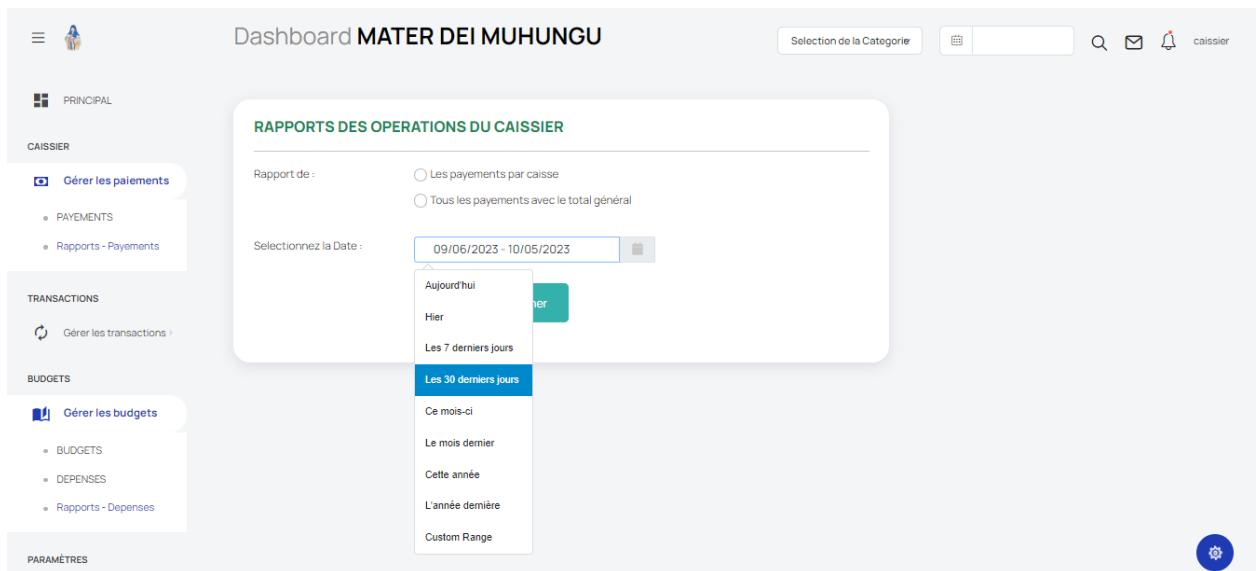 Dashboard MATER DEI MUHUNGU
Selection de la Categorie
caissier
PRINCIPAL
CAISSIER
Gérer les paiements
PAYEMENTS
Rapports - Payements
TRANSACTIONS
Gérer les transactions
BUDGETS
Gérer les budgets
BUDGETS
DEPENSES
Rapports - Depenses
PARAMÈTRES
RAPPORTS DES OPERATIONS DU CAISSIER
Rapport de :
Les payements par caisse
Tous les payements avec le total général
Selectionnez la Date :
09/06/2023 - 10/05/2023
Aujourd'hui
Hier
Les 7 derniers jours
Les 30 derniers jours
Ce mois-ci
Le mois dernier
Cette année
L'année dernière
Custom Range